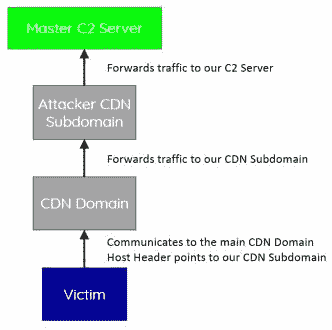 Master C2 Server
Forwards traffic to our C2 Server
Attacker CDN
Subdomain
Forwards traffic to our CDN Subdomain
CDN Domain
Communicates to the main CDN Domain
Host Header points to our CDN Subdomain
Victim